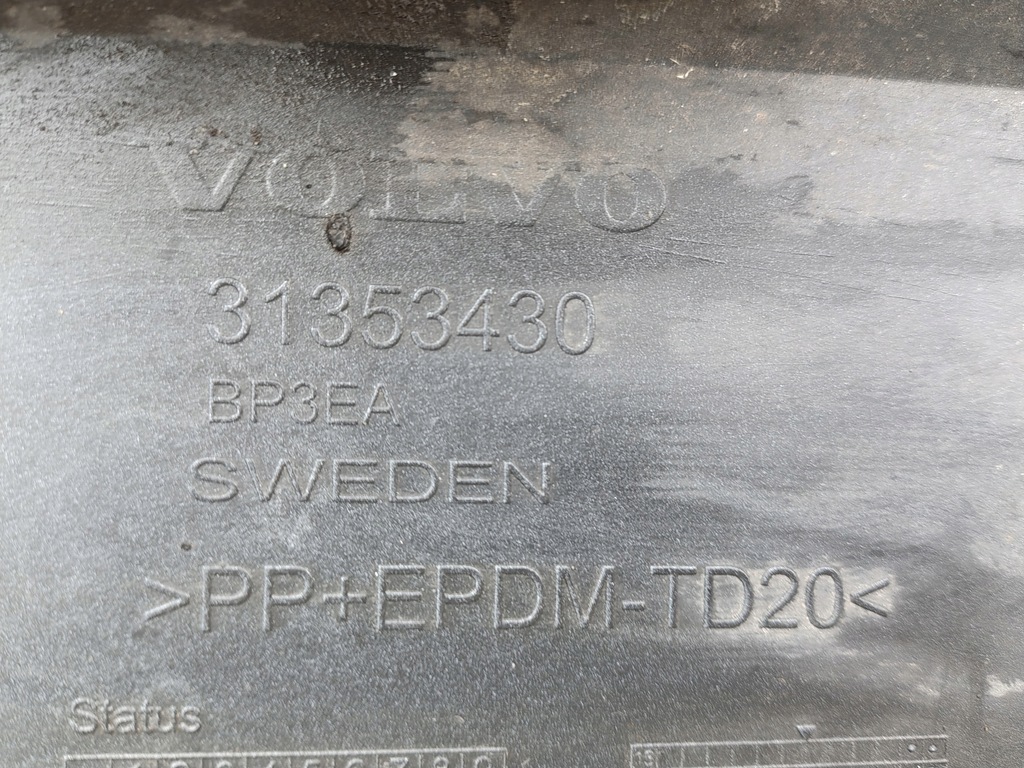 VOLVO
31353430
BP3EA
SWEDEN
>PP+EPDM-TD20<
Status